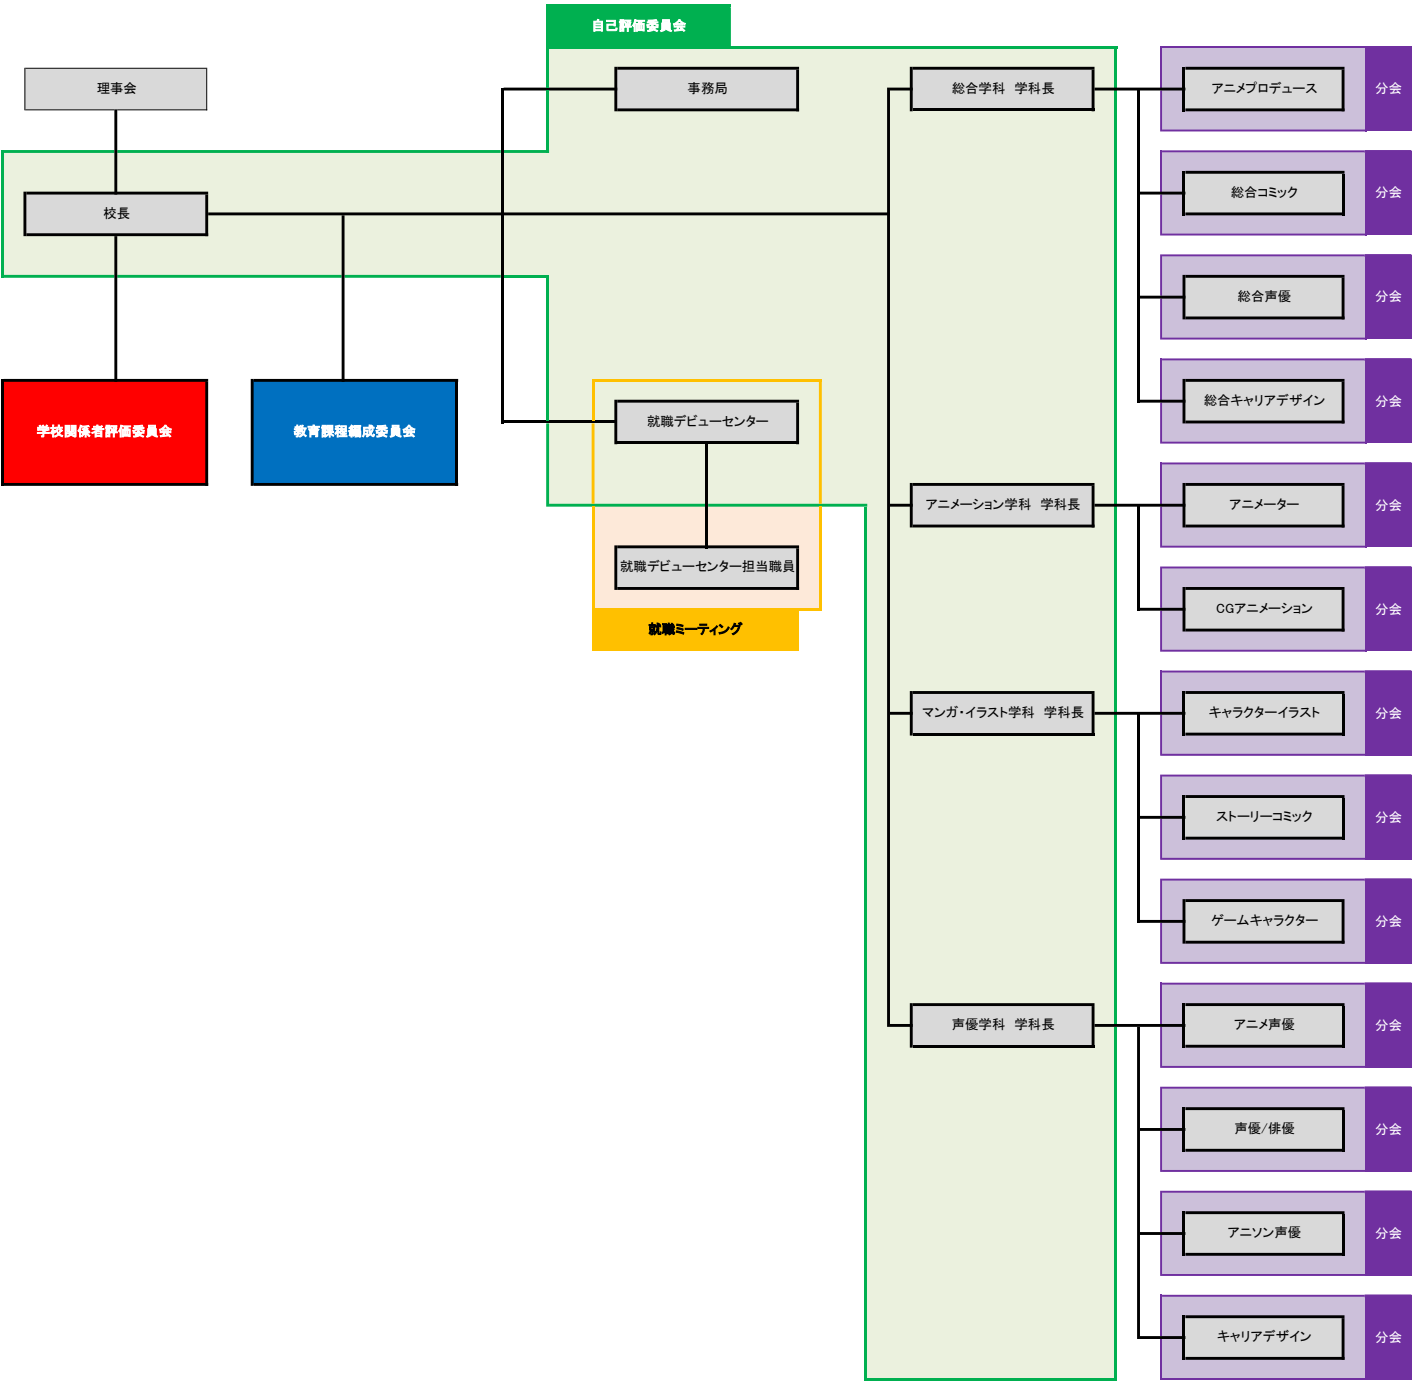 自己評価委員会
理事会
事務局
総合学科　学科長
アニメプロデュース
分会
校長
総合コミック
分会
総合声優
分会
学校関係者評価委員会
教育課程編成委員会
就職デビューセンター
総合キャリアデザイン
分会
アニメーション学科　学科長
アニメーター
分会
就職デビューセンター担当職員
CGアニメーション
分会
就職ミーティング
マンガ・イラスト学科　学科長
キャラクターイラスト
分会
ストーリーコミック
分会
ゲームキャラクター
分会
声優学科　学科長
アニメ声優
分会
声優/俳優
分会
アニソン声優
分会
キャリアデザイン
分会